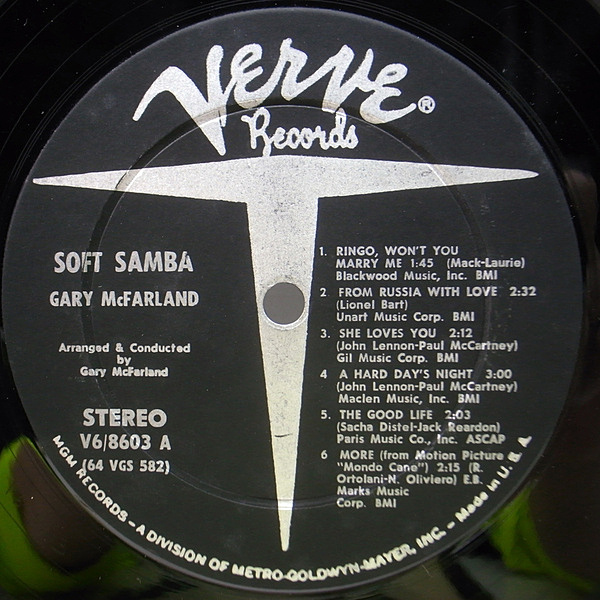 Verve®
Records
SOFT SAMBA
GARY McFARLAND
Arranged & Conducted
by
Gary McFarland
STEREO
V6/8603 A
(64 VGS 582)
1. RINGO, WON'T YOU
MARRY ME 1:45 (Mack-Laurie)
Blackwood Music, Inc. BMI
2 FROM RUSSIA WITH LOVE 2:32
(Lionel Bart)
Unart Music Corp. BMI
3. SHE LOVES YOU 2:12
(John Lennon-Paul McCartney)
Gil Music Corp. BMI
4 A HARD DAY'S NIGHT 3:00
(John Lennon-Paul McCartney)
Maclen Music, Inc. BMI
5. THE GOOD LIFE 2:03
(Sacha Distel-Jack Reardon)
Paris Music Co., Inc. ASCAP
6 MORE (from Motion Picture
"Mondo Cane") 2:15 (R.
Ortolani-N. Oliviero) E.B.
Marks Music
Corp. BMI
MGM RECORDS - A DIVISION OF METRO-GOLDWYN-MAYER, INC. - Made in U. S. A.